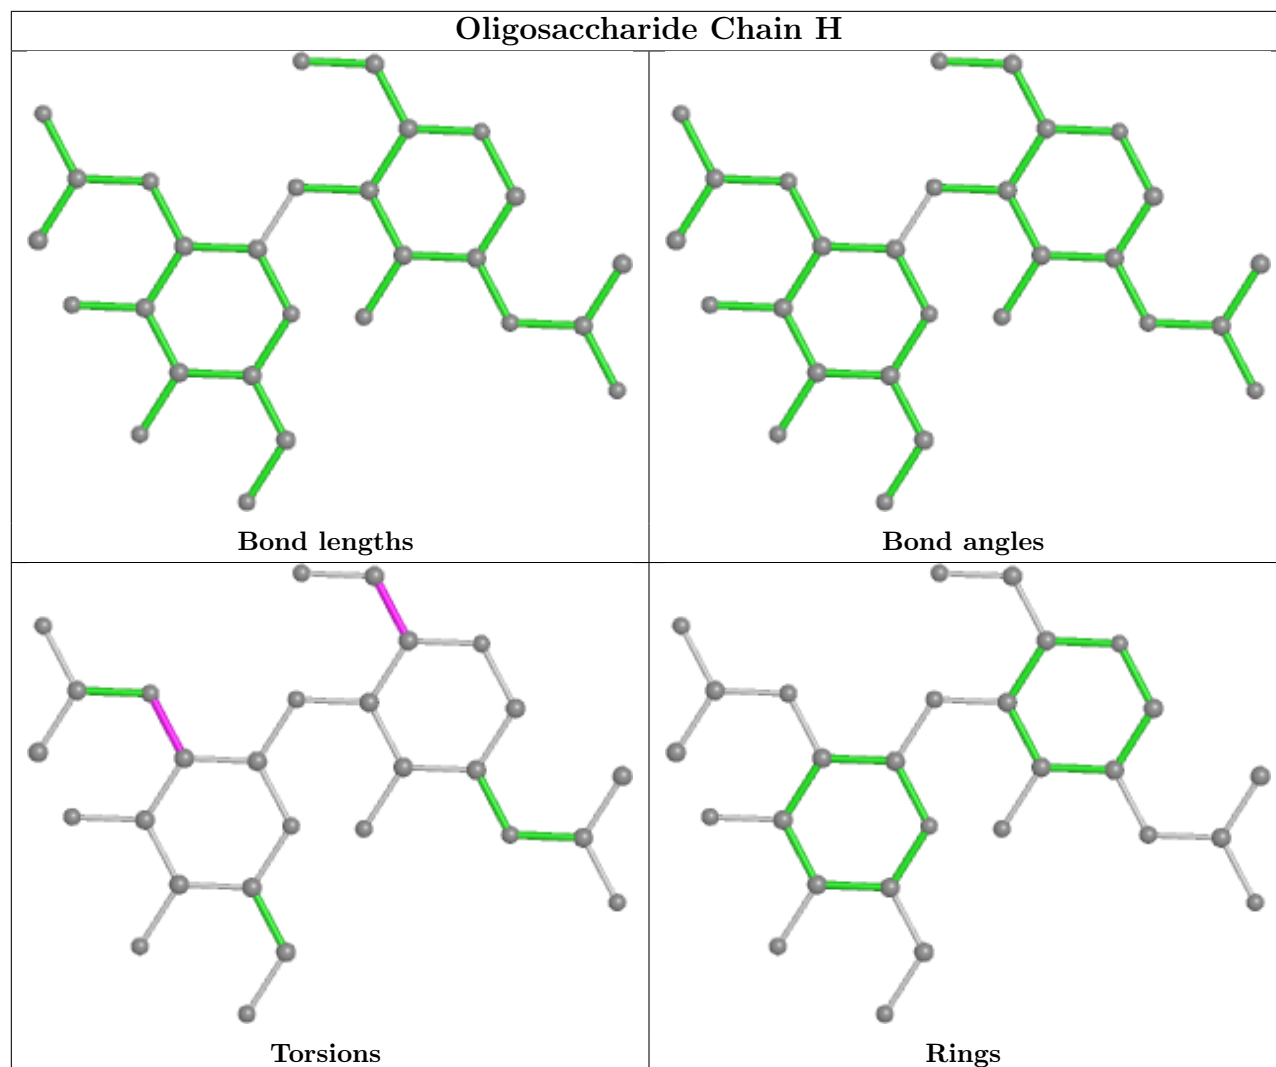 Oligosaccharide Chain H
Bond lengths
Bond angles
Torsions
Rings